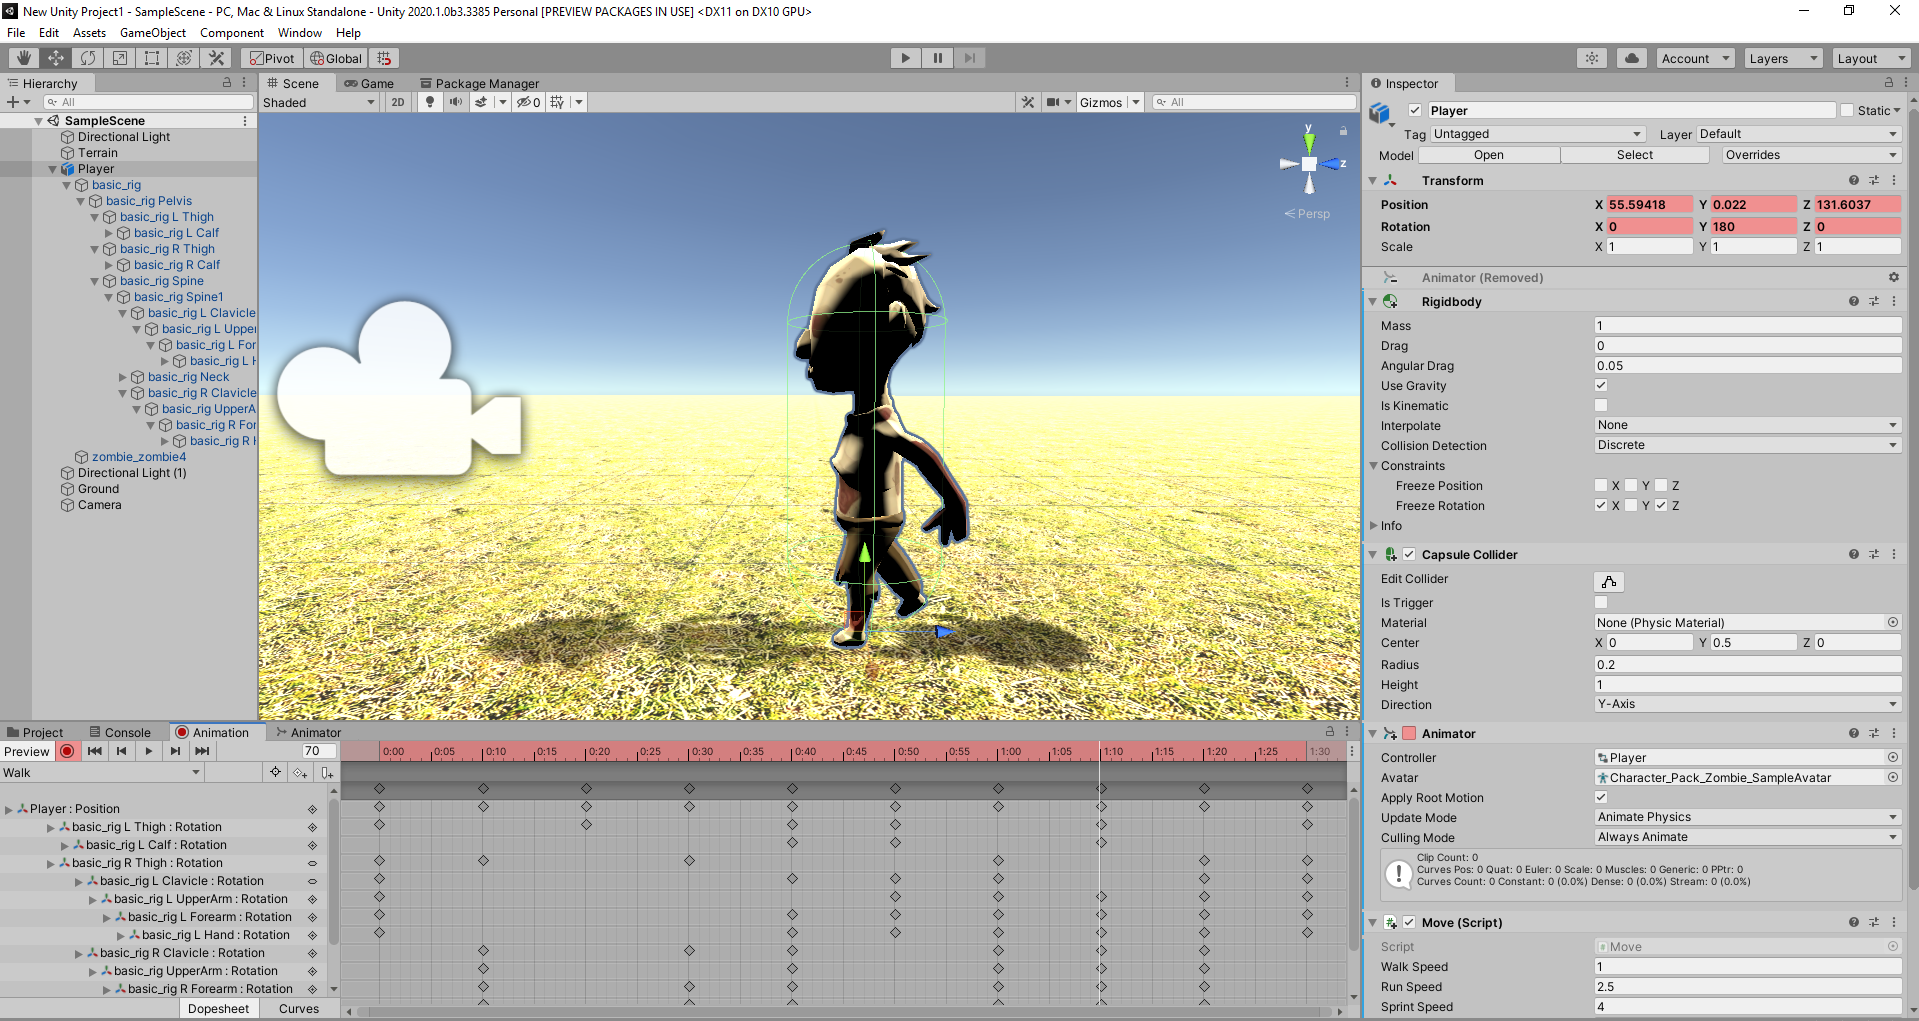 New Unity Project1 - SampleScene - PC, Mac & Linux Standalone - Unity 2020.1.0b3.3385 Personal [PREVIEW PACKAGES IN USE] <DX11 on DX10 GPU>
File Edit Assets GameObject Component Window Help
Pivot Global Account Layers Layout
Hierarchy
All
SampleScene
Directional Light
Terrain
Player
basic_rig
basic_rig Pelvis
basic_rig L Thigh
basic_rig L Calf
basic_rig R Thigh
basic_rig R Calf
basic_rig Spine
basic_rig Spine1
basic_rig L Clavicle
basic_rig L Upper
basic_rig L For
basic_rig L H
basic_rig Neck
basic_rig R Clavicle
basic_rig UpperA
basic_rig R For
basic_rig R H
zombie_zombie4
Directional Light (1)
Ground
Camera
Scene Game Package Manager
Shaded 2D 0 Gizmos All
y
z
Persp
Inspector
Player Static
Tag Untagged Layer Default
Model Open Select Overrides
Transform
Position X 55.59418 Y 0.022 Z 131.6037
Rotation X 0 Y 180 Z 0
Scale X 1 Y 1 Z 1
Animator (Removed)
Rigidbody
Mass 1
Drag 0
Angular Drag 0.05
Use Gravity
Is Kinematic
Interpolate None
Collision Detection Discrete
Constraints
Freeze Position X Y Z
Freeze Rotation X Y Z
Info
Capsule Collider
Edit Collider
Is Trigger
Material None (Physic Material)
Center X 0 Y 0.5 Z 0
Radius 0.2
Height 1
Direction Y-Axis
Animator
Controller Player
Avatar Character_Pack_Zombie_SampleAvatar
Apply Root Motion
Update Mode Animate Physics
Culling Mode Always Animate
Clip Count: 0
Curves Pos: 0 Quat: 0 Euler: 0 Scale: 0 Muscles: 0 Generic: 0 PPtr: 0
Curves Count: 0 Constant: 0 (0.0%) Dense: 0 (0.0%) Stream: 0 (0.0%)
Move (Script)
Script Move
Walk Speed 1
Run Speed 2.5
Sprint Speed 4
Project Console Animation Animator
Preview 70 0:00 0:05 0:10 0:15 0:20 0:25 0:30 0:35 0:40 0:45 0:50 0:55 1:00 1:05 1:10 1:15 1:20 1:25 1:30
Walk
Player : Position
basic_rig L Thigh : Rotation
basic_rig L Calf : Rotation
basic_rig R Thigh : Rotation
basic_rig L Clavicle : Rotation
basic_rig L UpperArm : Rotation
basic_rig L Forearm : Rotation
basic_rig L Hand : Rotation
basic_rig R Clavicle : Rotation
basic_rig UpperArm : Rotation
basic_rig R Forearm : Rotation
Dopesheet Curves